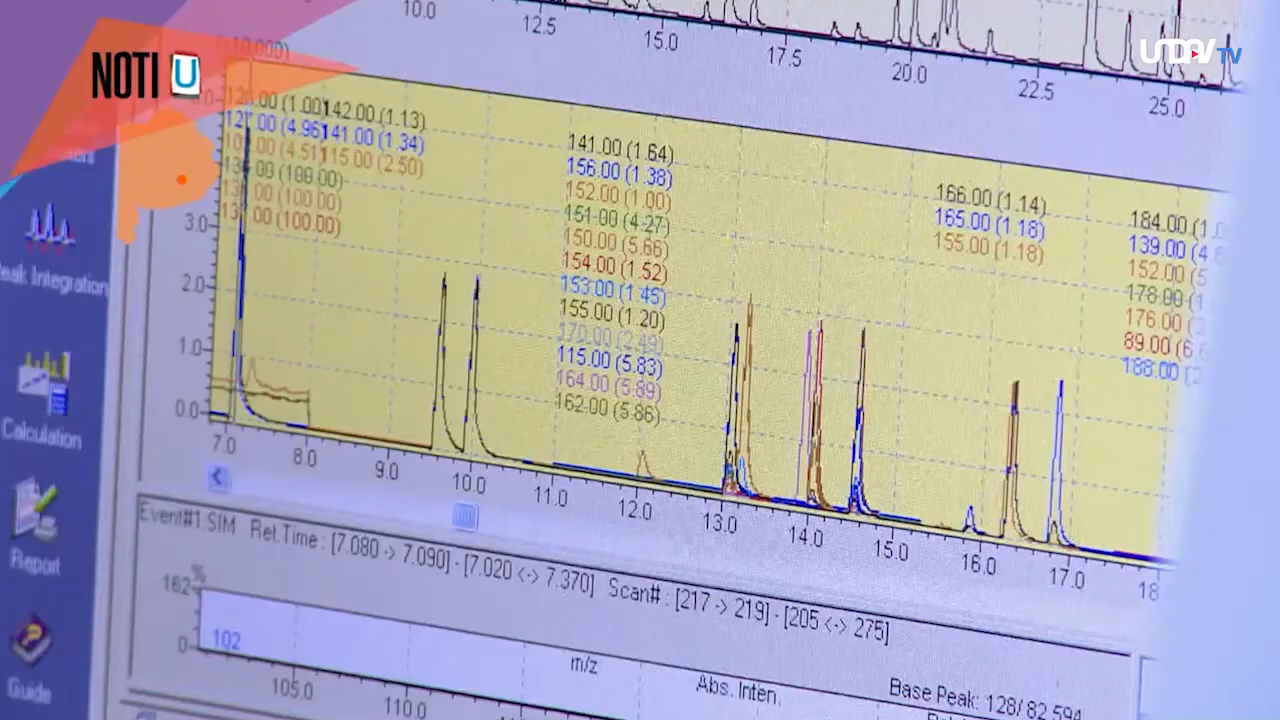 NOTI U
UDAVTV
10.0 12.5 15.0 17.5 20.0 22.5 25.0
142.00 (1.13)
141.00 (1.34)
115.00 (2.50)
141.00 (1.64)
156.00 (1.38)
152.00 (1.00)
151.00 (4.27)
150.00 (5.66)
154.00 (1.52)
153.00 (1.45)
155.00 (1.20)
170.00 (2.49)
115.00 (5.83)
164.00 (5.89)
162.00 (5.86)
166.00 (1.14)
165.00 (1.18)
155.00 (1.18)
184.00
139.00
152.00
178.00
176.00
89.00
188.00
3.0
2.0
1.0
0.0
7.0 8.0 9.0 10.0 11.0 12.0 13.0 14.0 15.0 16.0 17.0 18
Peak Integration
Calculation
Report
Guide
Event#1:SIM Ret.Time : [7.080 -> 7.090] - [7.020 <-> 7.370] Scan# : [217 -> 219] - [205 <-> 275]
%
162
0
102
105.0 110.0
m/z
Abs. Inten.
Base Peak: 128/ 82,594